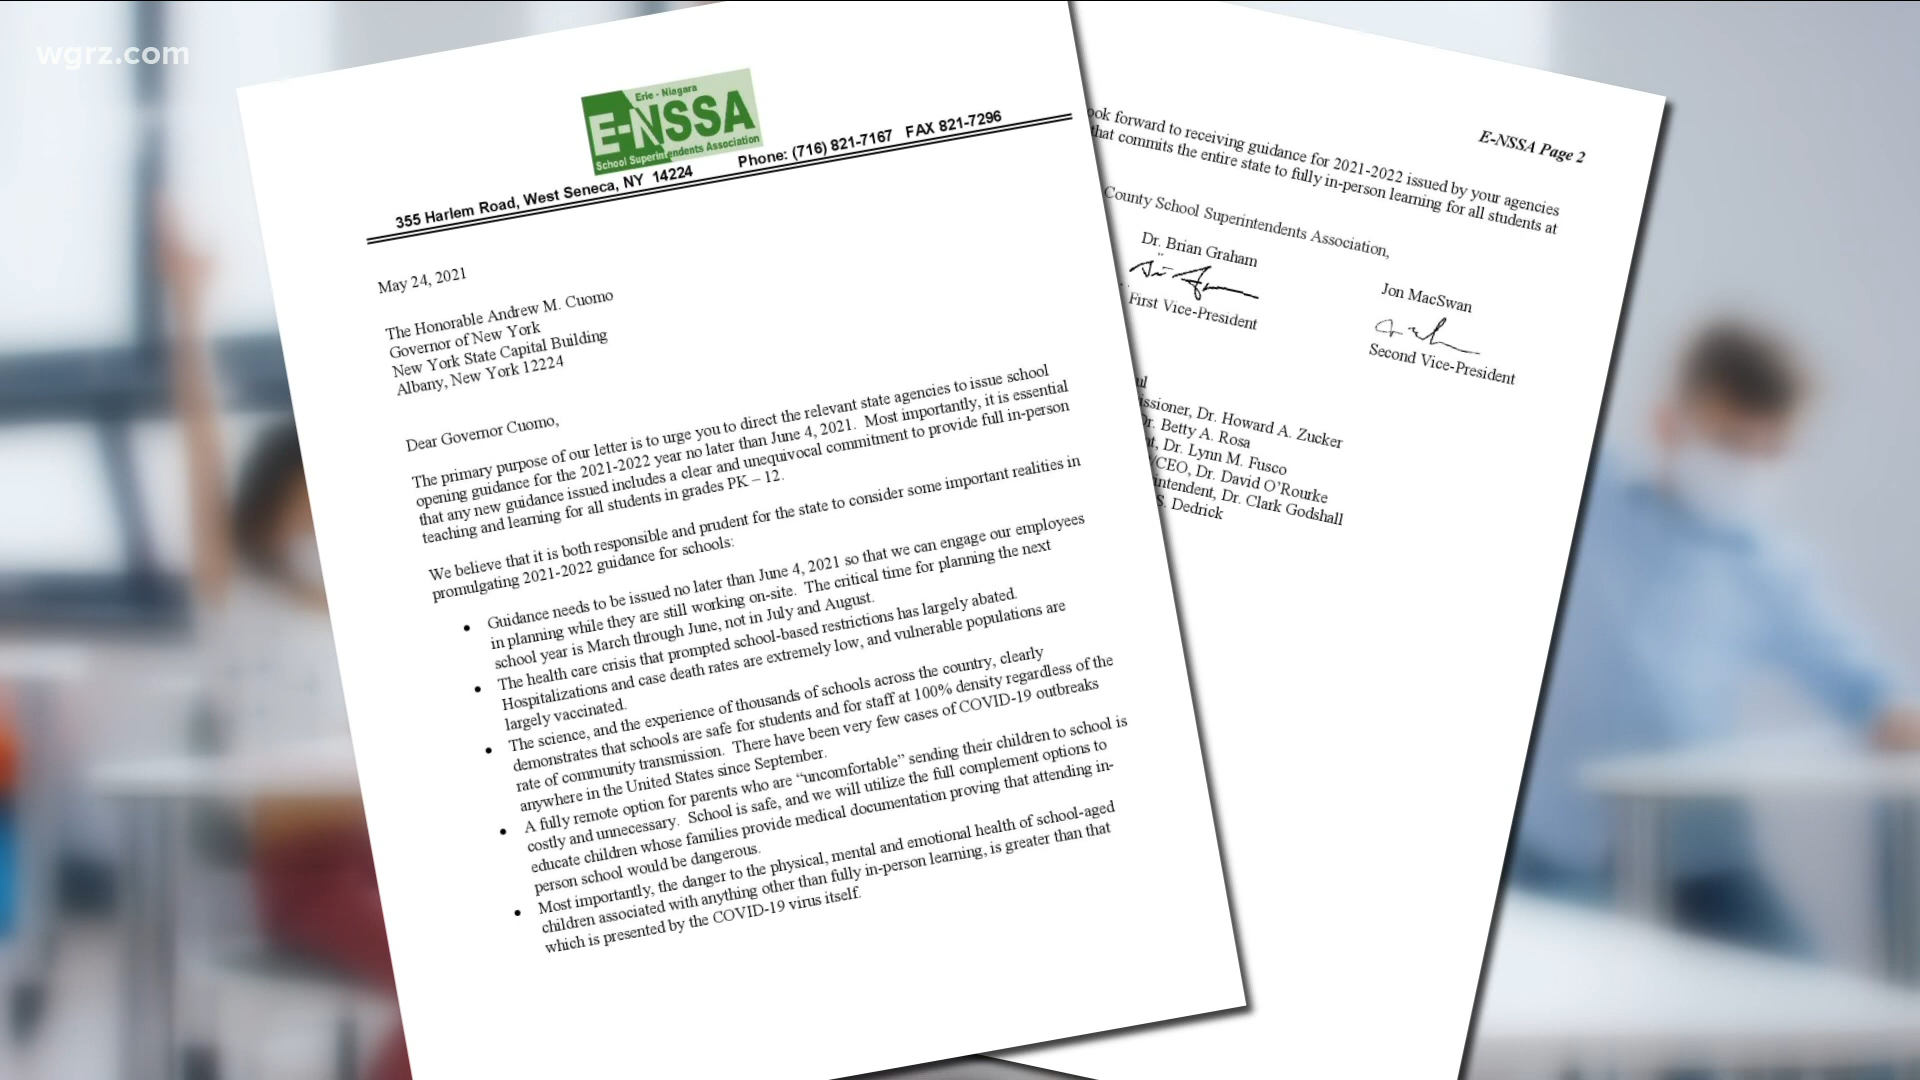 wgrz.com
Erie - Niagara
E-NSSA
School Superintendents Association
355 Harlem Road, West Seneca, NY 14224 Phone: (716) 821-7167 FAX 821-7296
May 24, 2021
The Honorable Andrew M. Cuomo
Governor of New York
New York State Capital Building
Albany, New York 12224
Dear Governor Cuomo,
The primary purpose of our letter is to urge you to direct the relevant state agencies to issue school
opening guidance for the 2021-2022 year no later than June 4, 2021. Most importantly, it is essential
that any new guidance issued includes a clear and unequivocal commitment to provide full in-person
teaching and learning for all students in grades PK – 12.
We believe that it is both responsible and prudent for the state to consider some important realities in
promulgating 2021-2022 guidance for schools:
• Guidance needs to be issued no later than June 4, 2021 so that we can engage our employees
in planning while they are still working on-site. The critical time for planning the next
school year is March through June, not in July and August.
• The health care crisis that prompted school-based restrictions has largely abated.
Hospitalizations and case death rates are extremely low, and vulnerable populations are
largely vaccinated.
• The science, and the experience of thousands of schools across the country, clearly
demonstrates that schools are safe for students and for staff at 100% density regardless of the
rate of community transmission. There have been very few cases of COVID-19 outbreaks
anywhere in the United States since September.
• A fully remote option for parents who are “uncomfortable” sending their children to school is
costly and unnecessary. School is safe, and we will utilize the full complement options to
educate children whose families provide medical documentation proving that attending in-
person school would be dangerous.
• Most importantly, the danger to the physical, mental and emotional health of school-aged
children associated with anything other than fully in-person learning, is greater than that
which is presented by the COVID-19 virus itself.
E-NSSA Page 2
ook forward to receiving guidance for 2021-2022 issued by your agencies
that commits the entire state to fully in-person learning for all students at
County School Superintendents Association,
Dr. Brian Graham
First Vice-President
Jon MacSwan
Second Vice-President
ul
issioner, Dr. Howard A. Zucker
Dr. Betty A. Rosa
nt, Dr. Lynn M. Fusco
/CEO, Dr. David O’Rourke
intendent, Dr. Clark Godshall
S. Dedrick